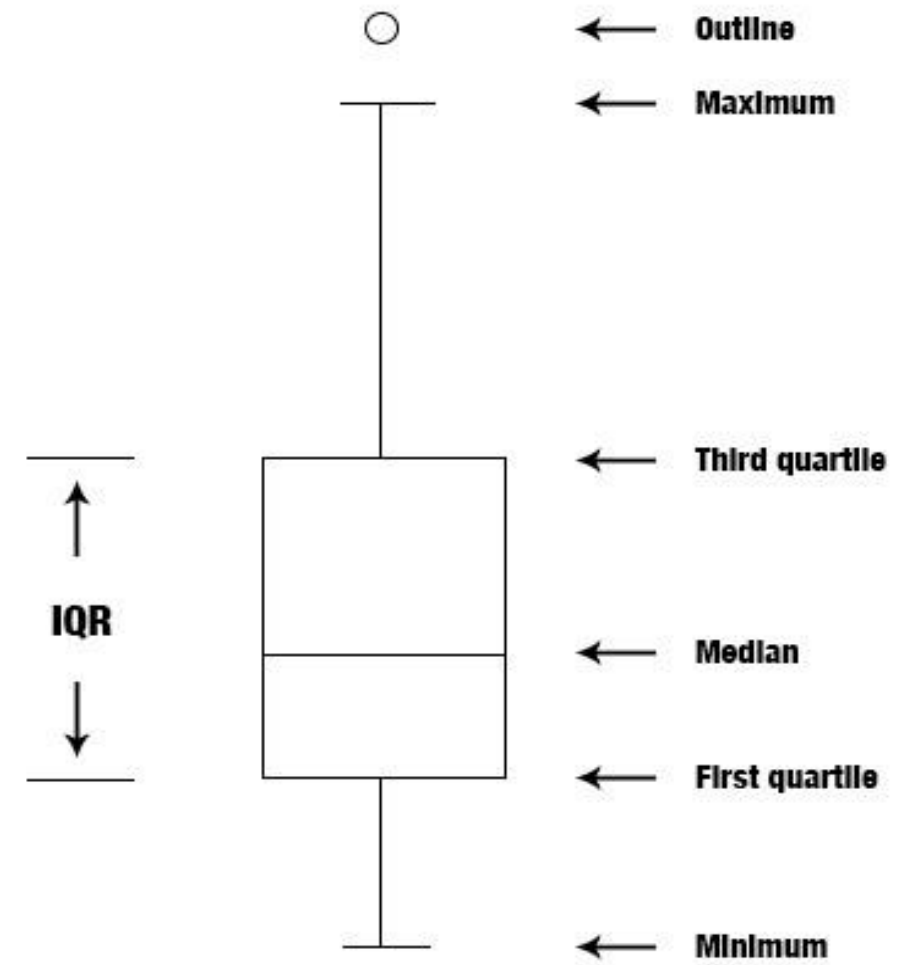 Outline
Maximum
Third quartile
IQR
Median
First quartile
Minimum